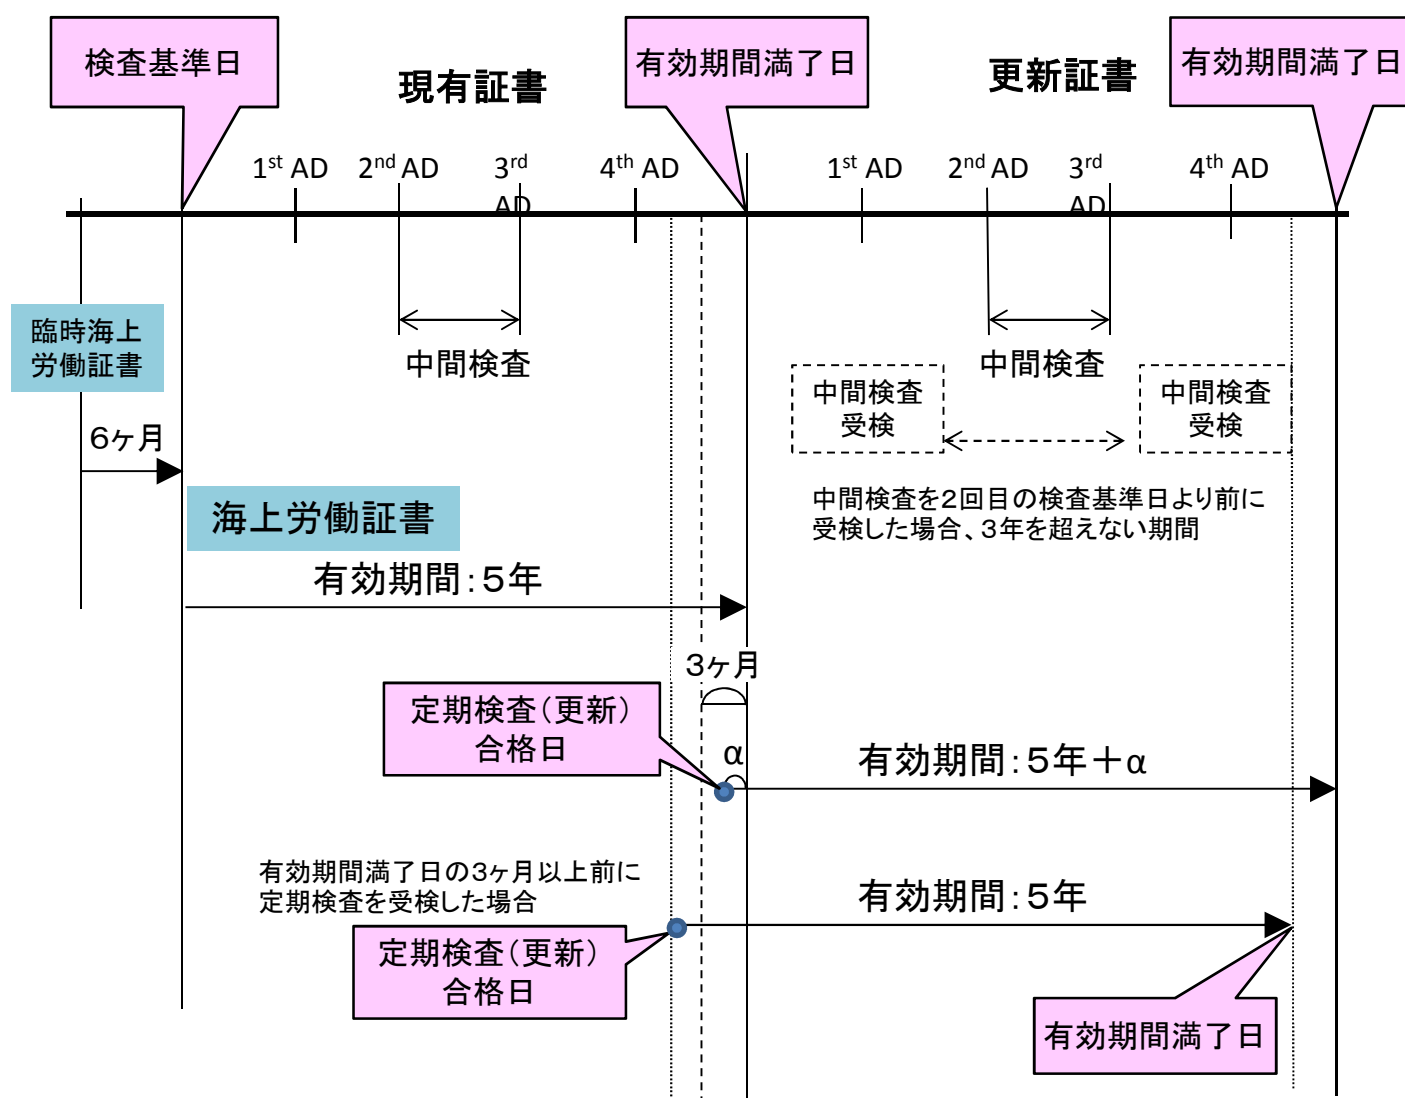 検査基準日
現有証書
有効期間満了日
更新証書
有効期間満了日
1st AD
2nd AD
3rd
AD
4th AD
1st AD
2nd AD
3rd
AD
4th AD
臨時海上
労働証書
中間検査
中間検査
中間検査
受検
中間検査
受検
6ヶ月
海上労働証書
中間検査を2回目の検査基準日より前に
受検した場合、3年を超えない期間
有効期間:5年
3ヶ月
定期検査(更新)
合格日
α
有効期間:5年+α
有効期間満了日の3ヶ月以上前に
定期検査を受検した場合
有効期間:5年
定期検査(更新)
合格日
有効期間満了日